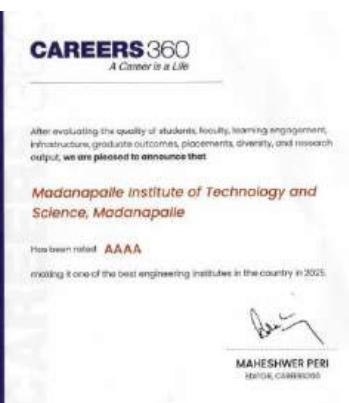 CAREERS360
A Career is a Life
After evaluating the quality of students, faculty, learning engagement,
infrastructure, graduate outcomes, placements, diversity, and research
output, we are pleased to announce that
Madanapalle Institute of Technology and
Science, Madanapalle
Has been rated AAAA
making it one of the best engineering institutes in the country in 2025.
MAHESHWER PERI
EDITOR, CAREERS360